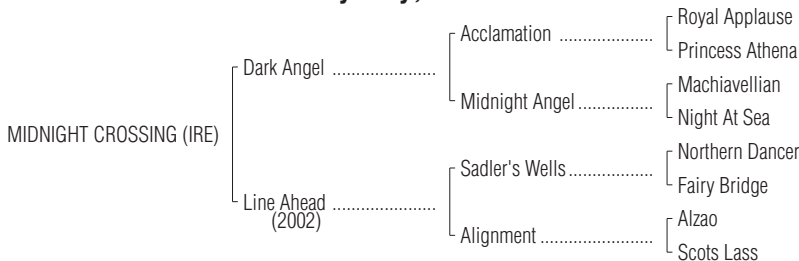 Royal Applause
Acclamation ..................
Princess Athena
Dark Angel ......................
Machiavellian
Midnight Angel................
Night At Sea
MIDNIGHT CROSSING (IRE)
Northern Dancer
Sadler's Wells..................
Fairy Bridge
Line Ahead ......................
(2002)
Alzao
Alignment ........................
Scots Lass